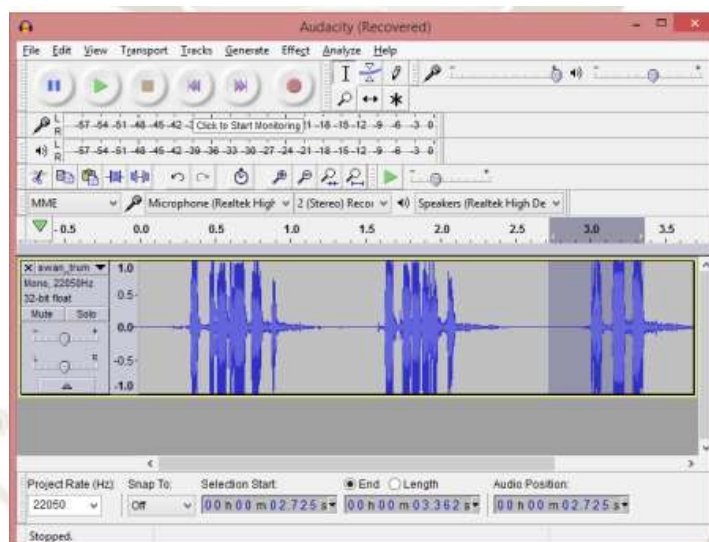 Audacity (Recovered)
File Edit View Transport Tracks Generate Effect Analyze Help
L R -57 -54 -51 -48 -45 -42 -3 Click to Start Monitoring 1 -18 -15 -12 -9 -6 -3 0
L R -57 -54 -51 -48 -45 -42 -39 -36 -33 -30 -27 -24 -21 -18 -15 -12 -9 -6 -3 0
MME Microphone (Realtek High 2 (Stereo) Recor Speakers (Realtek High De
- 0.5 0.0 0.5 1.0 1.5 2.0 2.5 3.0 3.5
X swan_trum 1.0
Mono, 22050Hz
32-bit float 0.5
Mute Solo
- + 0.0
L R -0.5
-1.0
Project Rate (Hz): Snap To: Selection Start: End Length Audio Position:
22050 Off 00 h 00 m 02.725 s 00 h 00 m 03.362 s 00 h 00 m 02.725 s
Stopped.